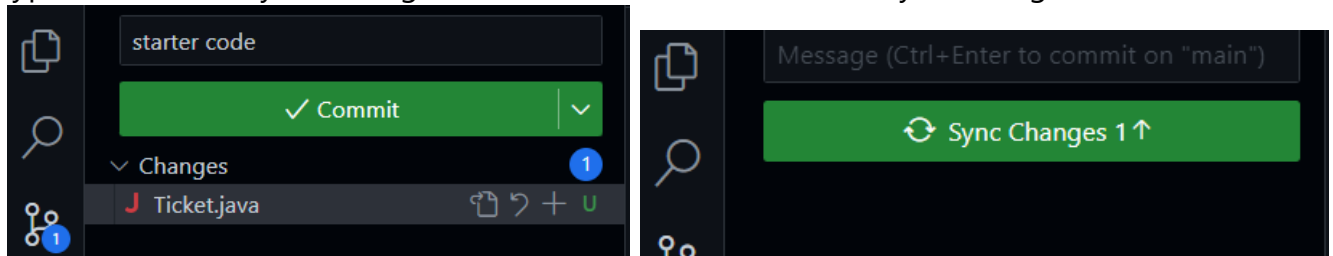 starter code
Commit
Changes
1
J Ticket.java U
1
Message (Ctrl+Enter to commit on "main")
Sync Changes 1↑